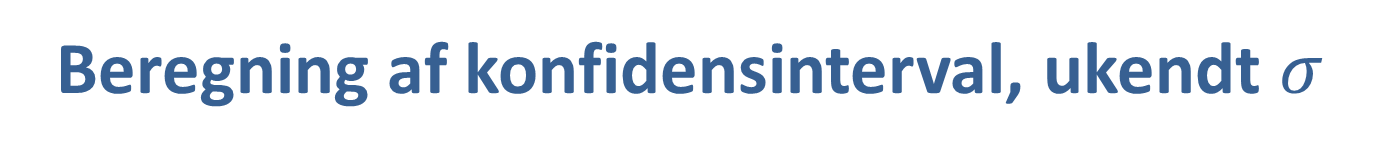 Beregning af konfidensinterval, ukendt σ